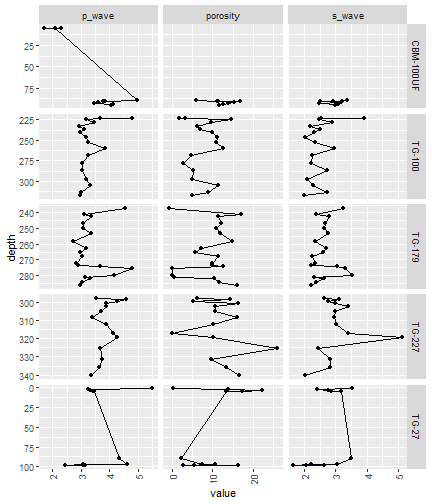 p_wave porosity s_wave
25
50
75
CBM-100UF
225
250
275
300
TG-100
240
250
260
270
280
TG-179
300
310
320
330
340
TG-227
0
25
50
75
100
TG-27
depth
2 3 4 5 0 10 20 2 3 4 5
value